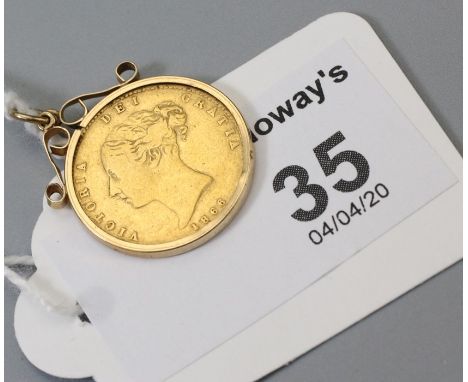 VICTORIA DEI GRATIA
loway's
35
04/04/20